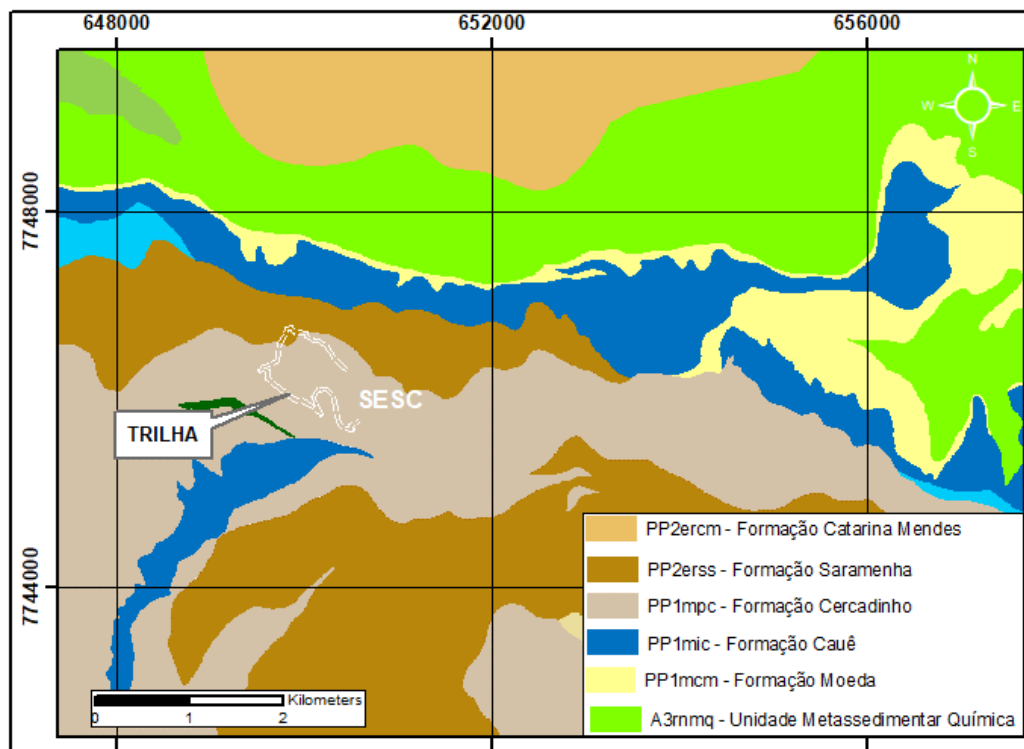 648000
652000
656000
N
W
E
S
7748000
SESC
TRILHA
7744000
PP2ercm - Formação Catarina Mendes
PP2erss - Formação Saramenha
PP1mpc - Formação Cercadinho
PP1mic - Formação Cauê
PP1mcm - Formação Moeda
A3rnmq - Unidade Metassedimentar Química
Kilometers
0 1 2